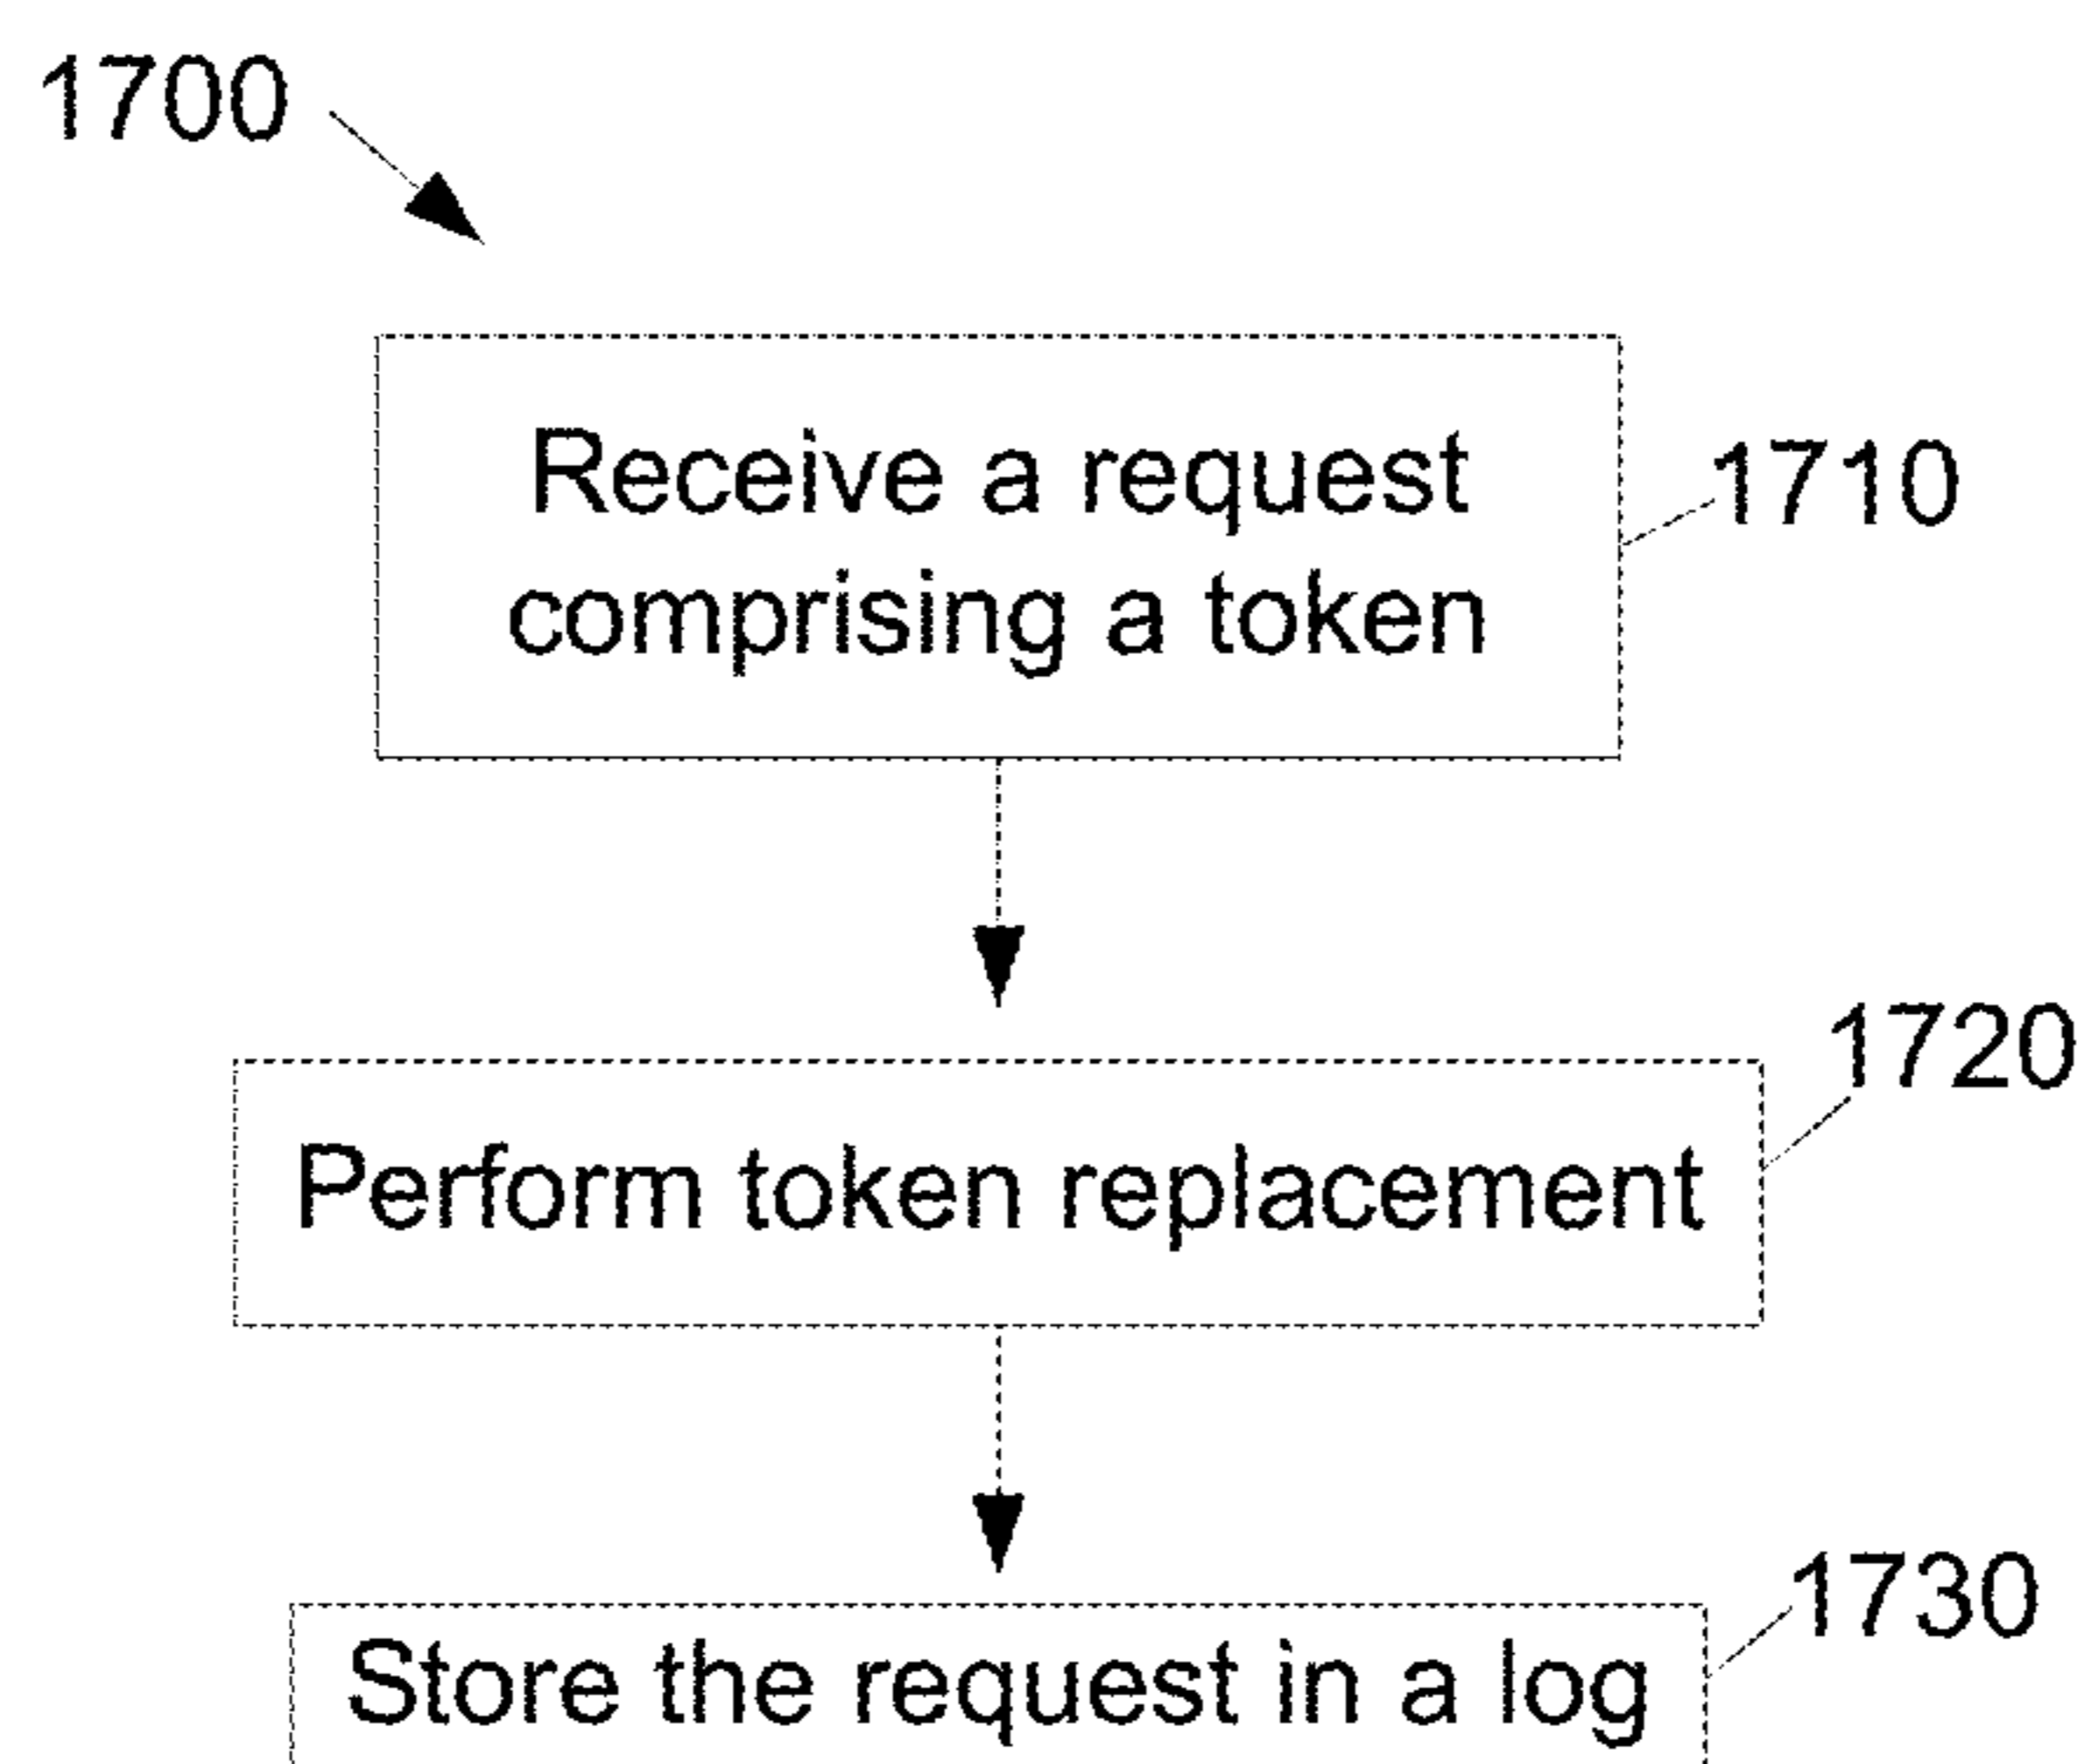 1700
Receive a request
comprising a token
1710
1720
Perform token replacement
1730
Store the request in a log